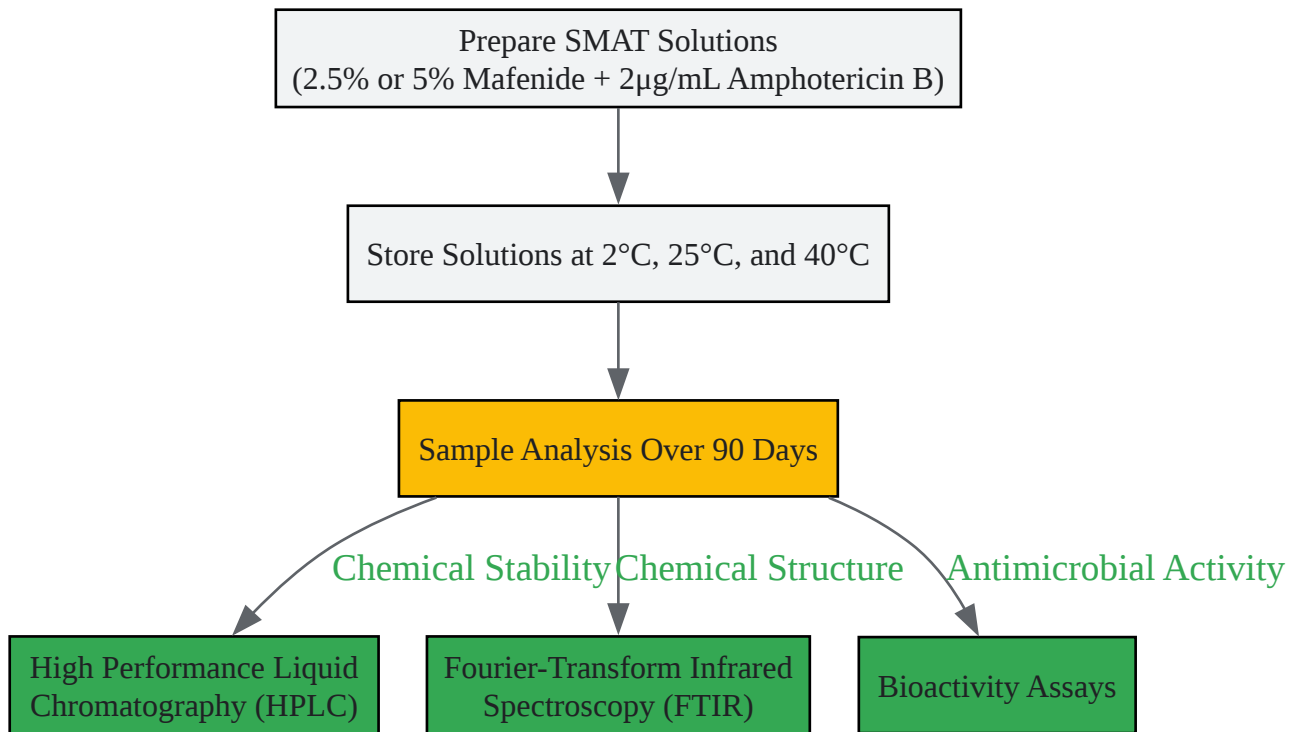 Prepare SMAT Solutions
(2.5% or 5% Mafenide + 2μg/mL Amphotericin B)
Store Solutions at 2°C, 25°C, and 40°C
Sample Analysis Over 90 Days
Chemical Stability
Chemical Structure
Antimicrobial Activity
High Performance Liquid
Chromatography (HPLC)
Fourier-Transform Infrared
Spectroscopy (FTIR)
Bioactivity Assays